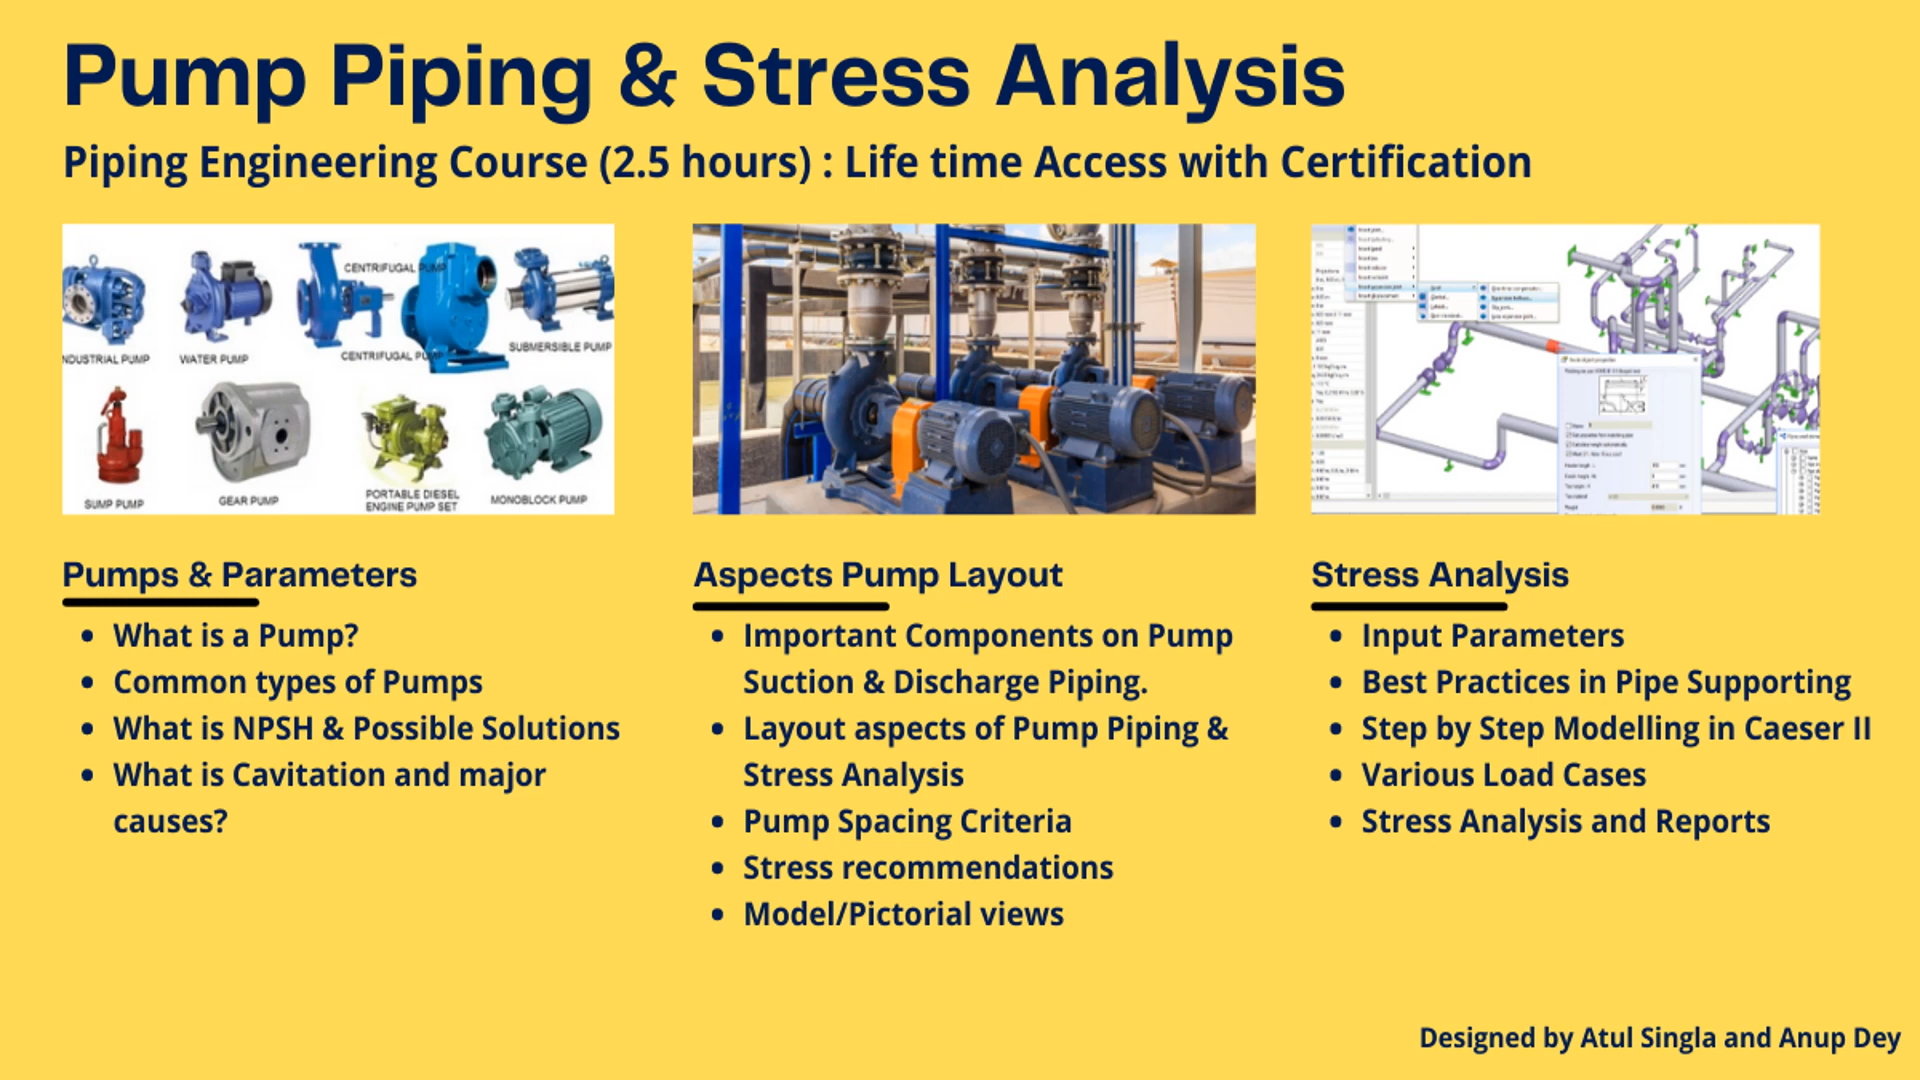 Pump Piping & Stress Analysis
Piping Engineering Course (2.5 hours) : Life time Access with Certification
CENTRIFUGAL PUMP
NDUSTRIAL PUMP
WATER PUMP
CENTRIFUGAL PUMP
SUBMERSIBLE PUMP
SUMP PUMP
GEAR PUMP
PORTABLE DIESEL
ENGINE PUMP SET
MONOBLOCK PUMP
Pumps & Parameters
• What is a Pump?
• Common types of Pumps
• What is NPSH & Possible Solutions
• What is Cavitation and major
causes?
Aspects Pump Layout
• Important Components on Pump
Suction & Discharge Piping.
• Layout aspects of Pump Piping &
Stress Analysis
• Pump Spacing Criteria
• Stress recommendations
• Model/Pictorial views
Stress Analysis
• Input Parameters
• Best Practices in Pipe Supporting
• Step by Step Modelling in Caeser II
• Various Load Cases
• Stress Analysis and Reports
Designed by Atul Singla and Anup Dey